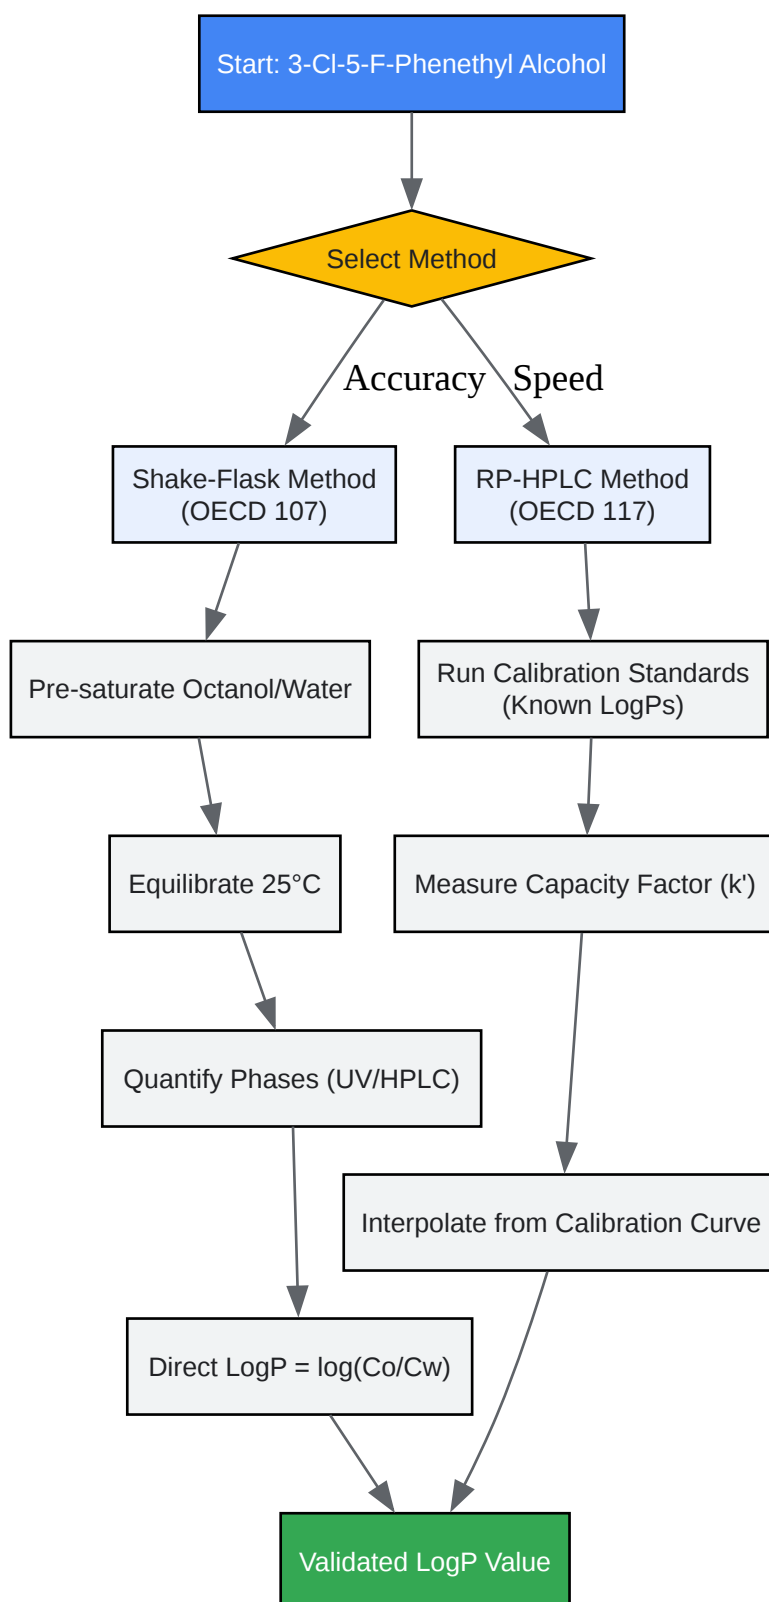 Start: 3-Cl-5-F-Phenethyl Alcohol
Select Method
Accuracy
Speed
Shake-Flask Method
(OECD 107)
RP-HPLC Method
(OECD 117)
Pre-saturate Octanol/Water
Run Calibration Standards
(Known LogPs)
Equilibrate 25°C
Measure Capacity Factor (k')
Quantify Phases (UV/HPLC)
Interpolate from Calibration Curve
Direct LogP = log(Co/Cw)
Validated LogP Value